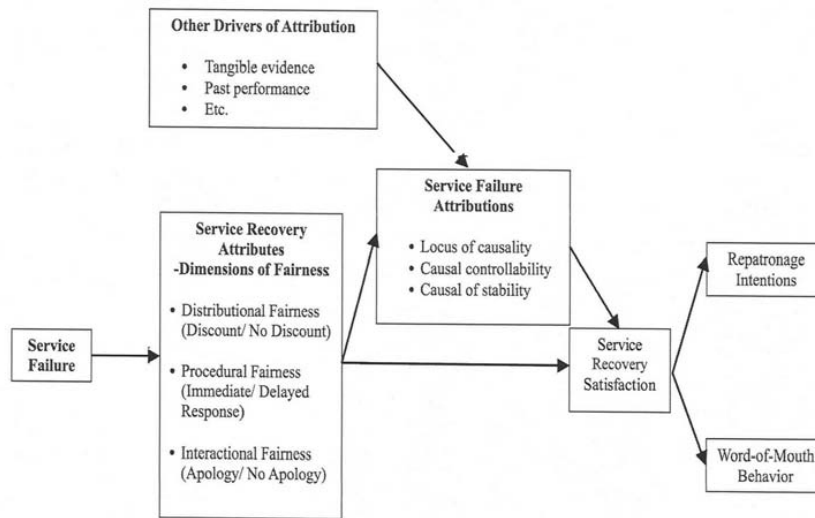 Other Drivers of Attribution
• Tangible evidence
• Past performance
• Etc.
Service Failure
Attributions
• Locus of causality
• Causal controllability
• Causal of stability
Service Recovery
Attributes
-Dimensions of Fairness
• Distributional Fairness
(Discount/ No Discount)
• Procedural Fairness
(Immediate/ Delayed
Response)
• Interactional Fairness
(Apology/ No Apology)
Service
Failure
Service
Recovery
Satisfaction
Repatronage
Intentions
Word-of-Mouth
Behavior